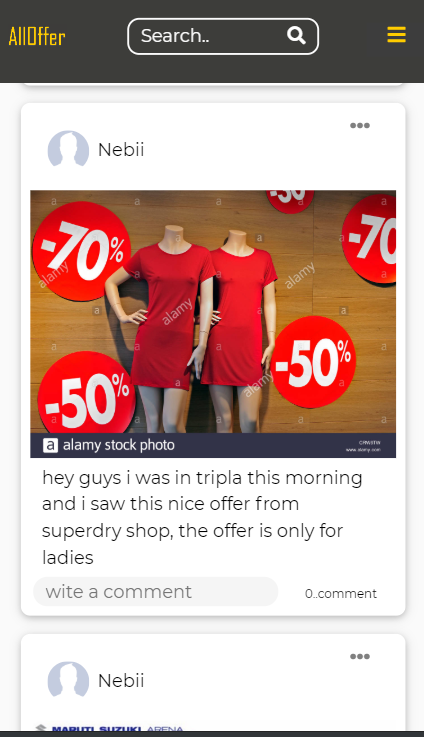 AllOffer
Search..
Nebii
-50
-70%
-70
-50%
-50%
a alamy stock photo
www.alamy.com
hey guys i was in tripla this morning
and i saw this nice offer from
superdry shop, the offer is only for
ladies
wite a comment
0..comment
Nebii
MARUTI SUZUKI ARENA